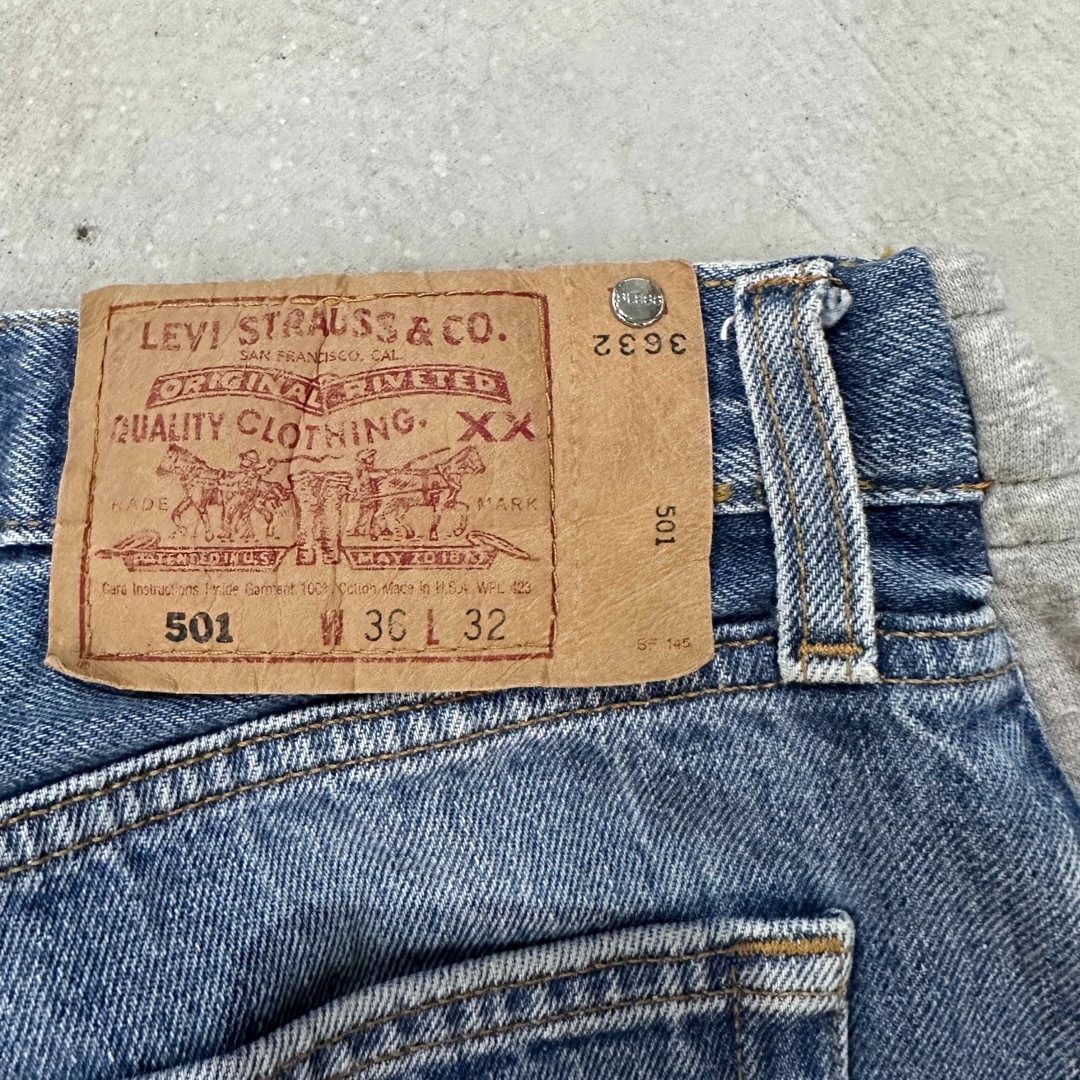 LEVI STRAUSS & CO.
SAN FRANCISCO, CAL.
ORIGINAL RIVETED
QUALITY CLOTHING. XX
TRADE MARK
PATENTED IN U.S. MAY 20 1873
Care Instructions Inside Garment 100% Cotton Made in U.S.A. WPL 423
501 W 36 L 32
3632
501
SF 145